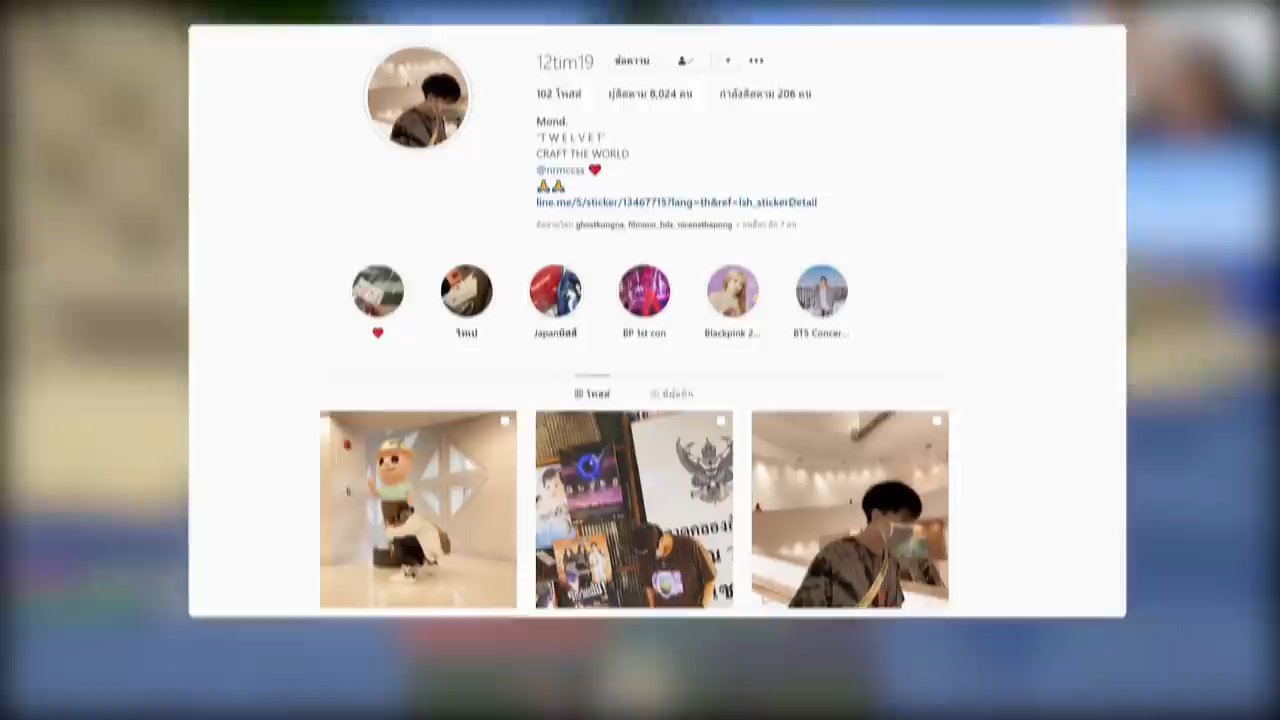 12tim19 ข้อความ
102 โพสต์ ผู้ติดตาม 8,024 คน กำลังติดตาม 206 คน
Mond.
"T W E L V E T"
CRAFT THE WORLD
@nrmccss ❤️
🙏🙏
line.me/S/sticker/13467715?lang=th&ref=lsh_stickerDetail
❤️ Japanมิสสึ BP 1st con Blackpink 2... BTS Concer...
โพสต์